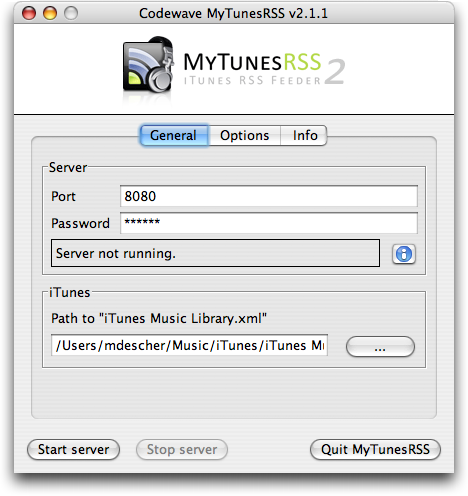 Codewave MyTunesRSS v2.1.1
MYTUNESRSS
ITUNES RSS FEEDER 2
General Options Info
Server
Port 8080
Password ******
Server not running.
iTunes
Path to "iTunes Music Library.xml"
/Users/mdescher/Music/iTunes/iTunes ...
Start server Stop server Quit MyTunesRSS